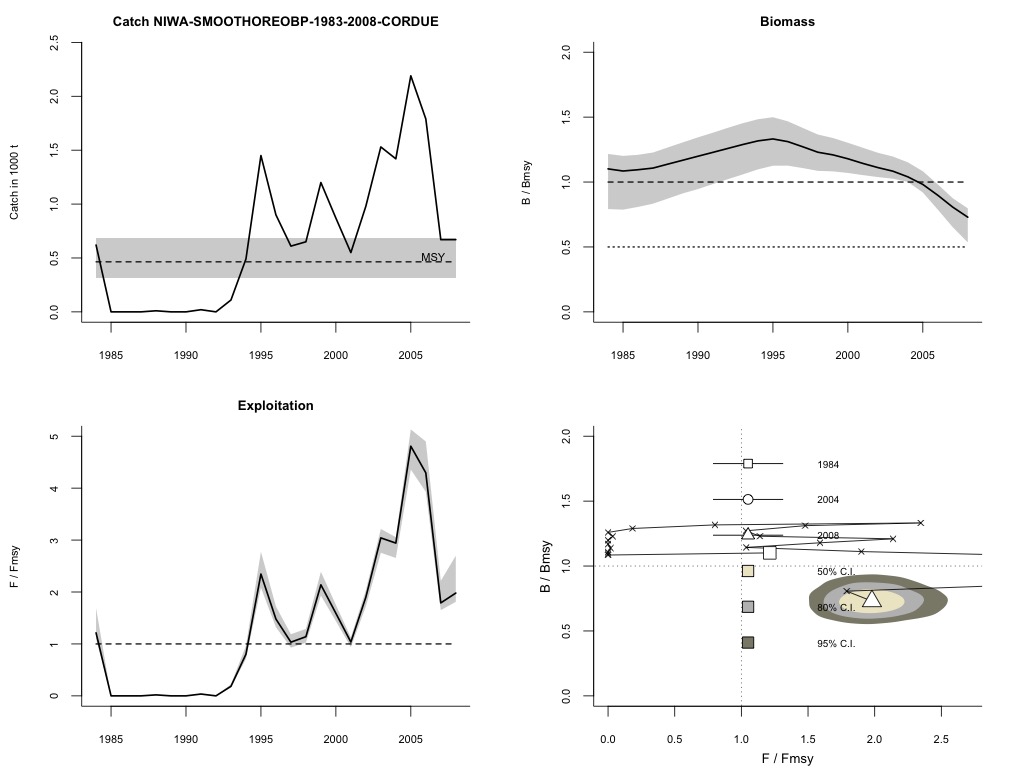 Catch NIWA-SMOOTHOREOBP-1983-2008-CORDUE
Catch in 1000 t
2.5
2.0
1.5
1.0
0.5
0.0
MSY
1985 1990 1995 2000 2005
Biomass
B / Bmsy
2.0
1.5
1.0
0.5
0.0
1985 1990 1995 2000 2005
Exploitation
F / Fmsy
5
4
3
2
1
0
1985 1990 1995 2000 2005
B / Bmsy
2.0
1.5
1.0
0.5
0.0
1984
2004
2008
50% C.I.
80% C.I.
95% C.I.
0.0 0.5 1.0 1.5 2.0 2.5
F / Fmsy